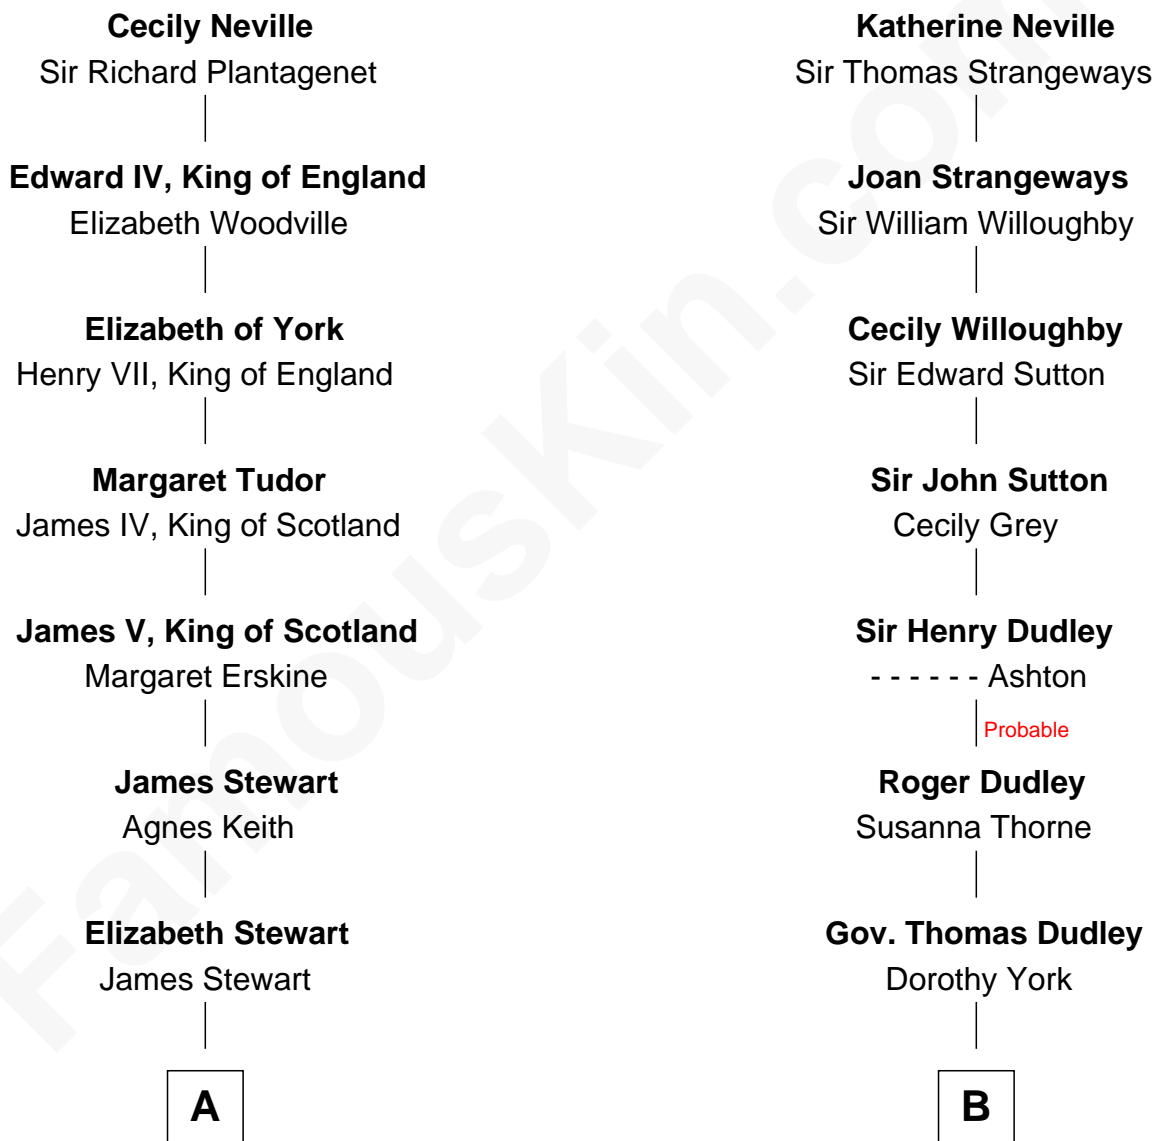 Cecily Neville
Sir Richard Plantagenet
Edward IV, King of England
Elizabeth Woodville
Elizabeth of York
Henry VII, King of England
Margaret Tudor
James IV, King of Scotland
James V, King of Scotland
Margaret Erskine
James Stewart
Agnes Keith
Elizabeth Stewart
James Stewart
A
Katherine Neville
Sir Thomas Strangeways
Joan Strangeways
Sir William Willoughby
Cecily Willoughby
Sir Edward Sutton
Sir John Sutton
Cecily Grey
Sir Henry Dudley
- - - - - - Ashton
Probable
Roger Dudley
Susanna Thorne
Gov. Thomas Dudley
Dorothy York
B
FamousKin.com